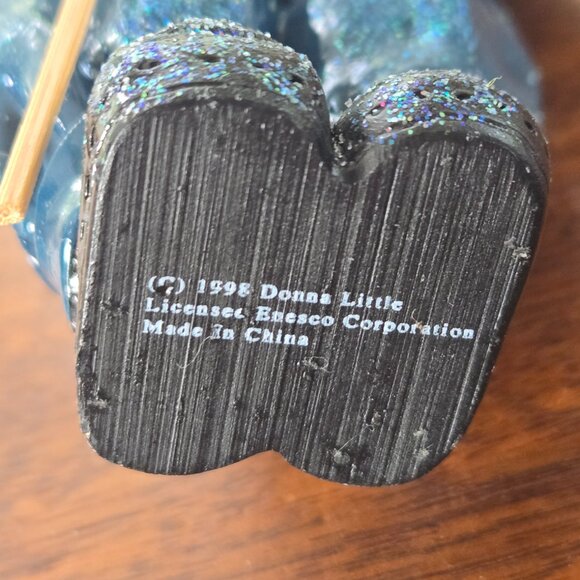 (C) 1998 Donna Little
Licensee Enesco Corporation
Made In China